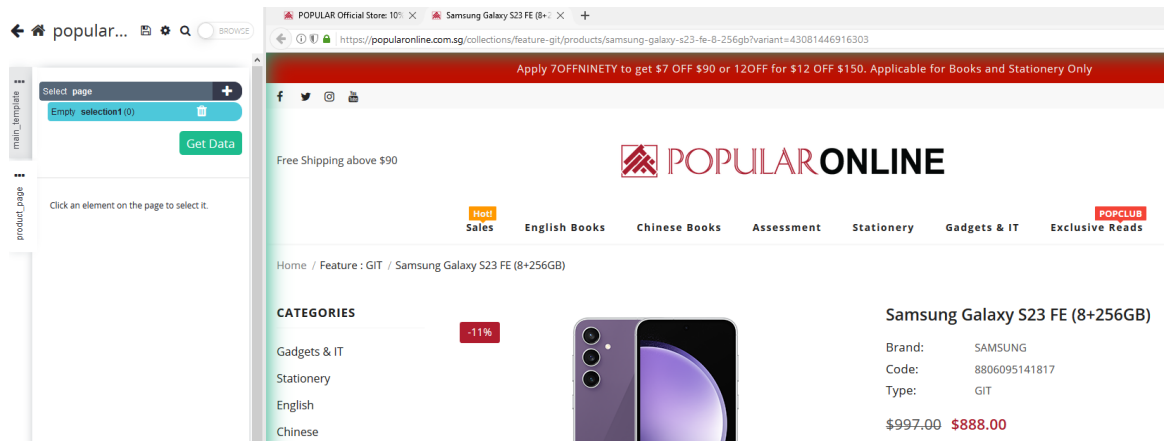 POPULAR Official Store: 10%
Samsung Galaxy S23 FE (8+2
popular...
BROWSE
https://popularonline.com.sg/collections/feature-git/products/samsung-galaxy-s23-fe-8-256gb?variant=43081446916303
Apply 7OFFNINETY to get $7 OFF $90 or 12OFF for $12 OFF $150. Applicable for Books and Stationery Only
main_template
product_page
Select page
Empty selection1 (0)
Get Data
Click an element on the page to select it.
Free Shipping above $90
POPULAR ONLINE
Hot!
POPCLUB
Sales English Books Chinese Books Assessment Stationery Gadgets & IT Exclusive Reads
Home / Feature : GIT / Samsung Galaxy S23 FE (8+256GB)
CATEGORIES
Gadgets & IT
Stationery
English
Chinese
-11%
Samsung Galaxy S23 FE (8+256GB)
Brand: SAMSUNG
Code: 8806095141817
Type: GIT
$997.00 $888.00